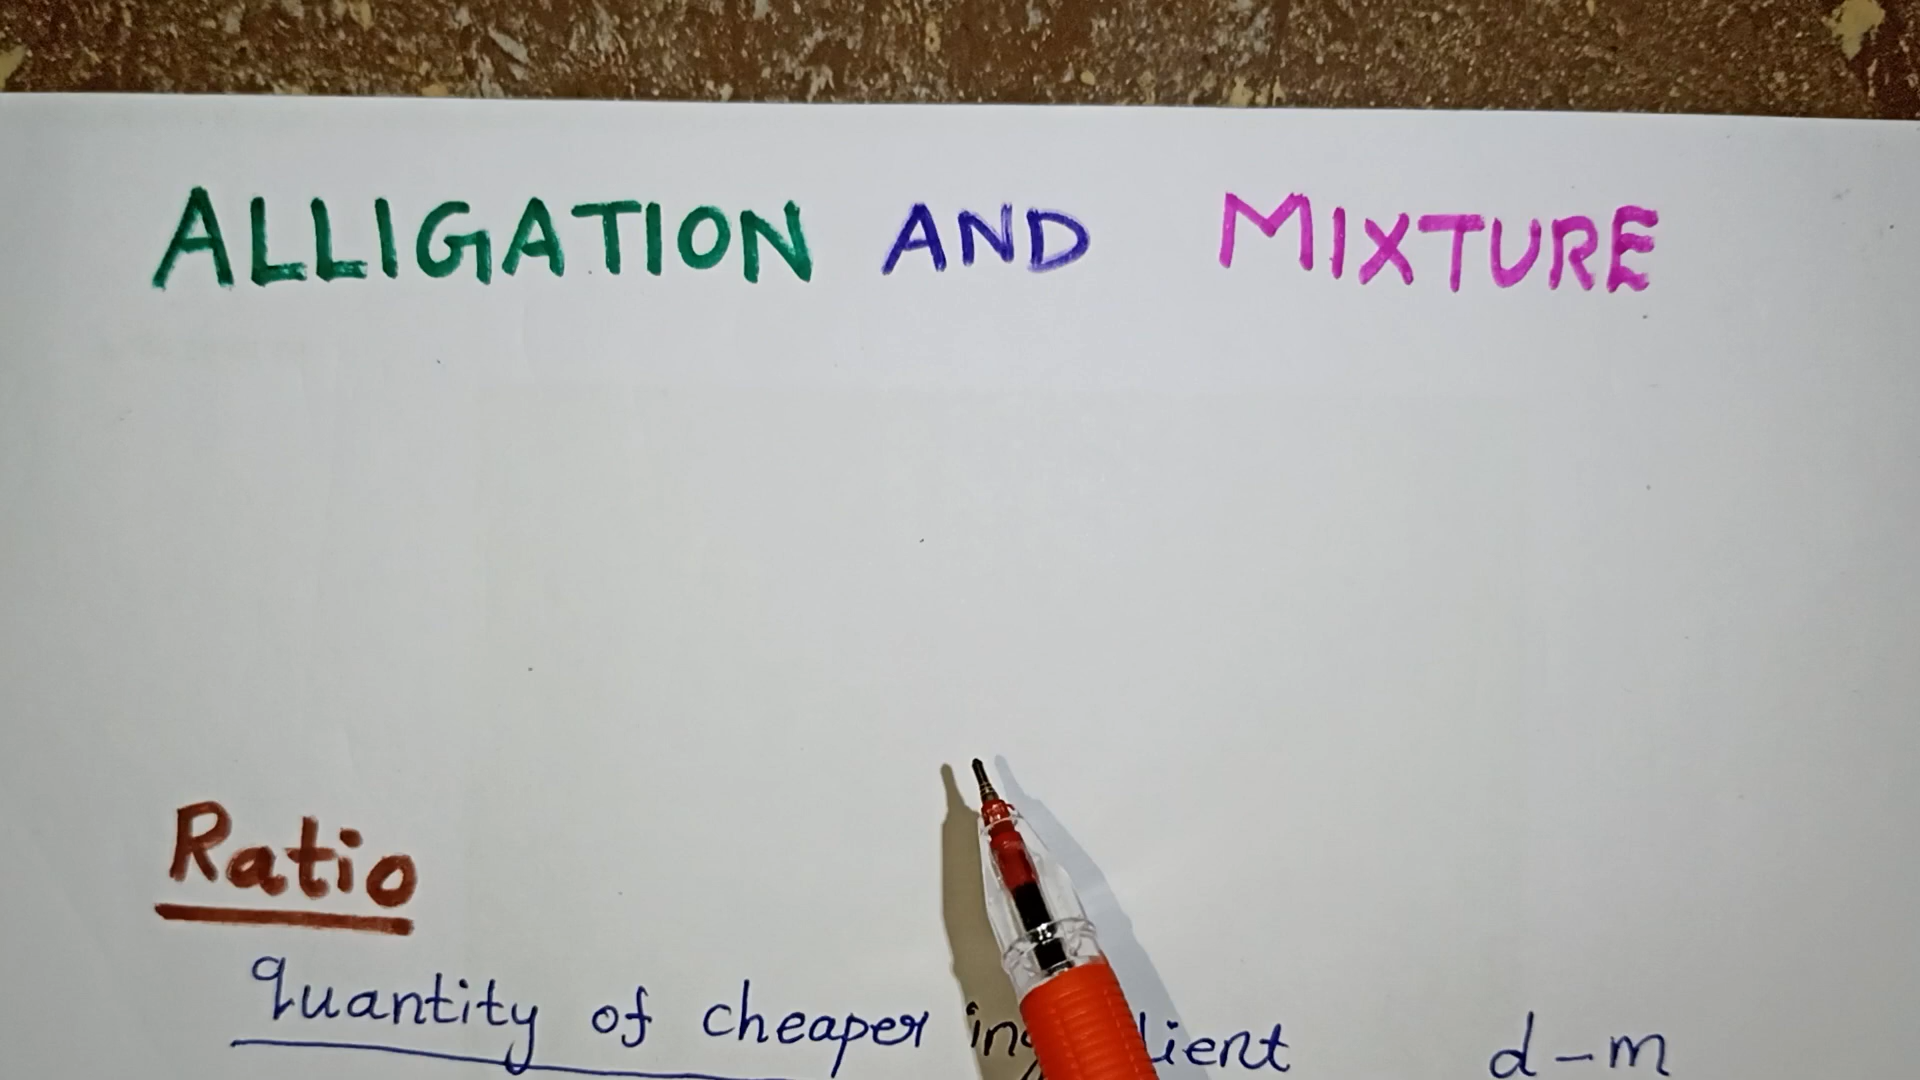 ALLIGATION AND MIXTURE
Ratio
quantity of cheaper d-m